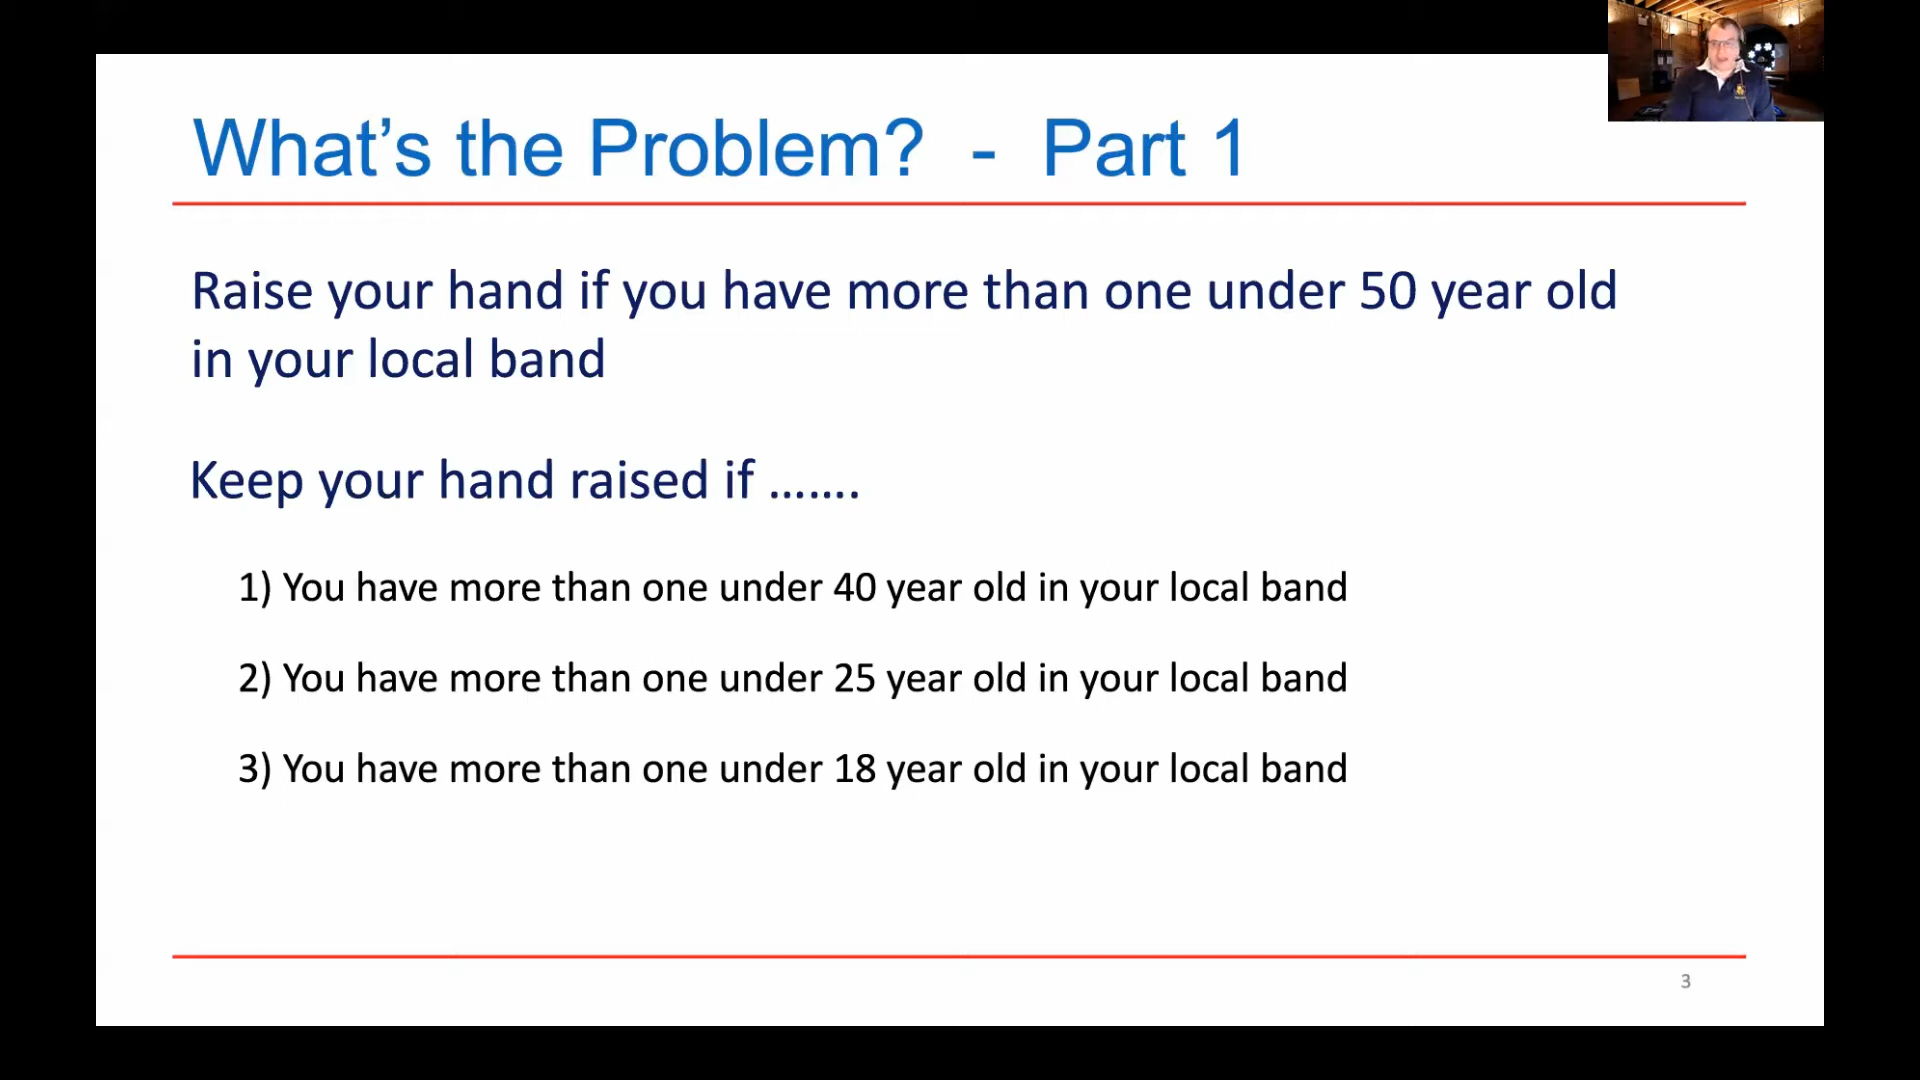 What’s the Problem?  -  Part 1
Raise your hand if you have more than one under 50 year old
in your local band
Keep your hand raised if …….
1) You have more than one under 40 year old in your local band
2) You have more than one under 25 year old in your local band
3) You have more than one under 18 year old in your local band
3